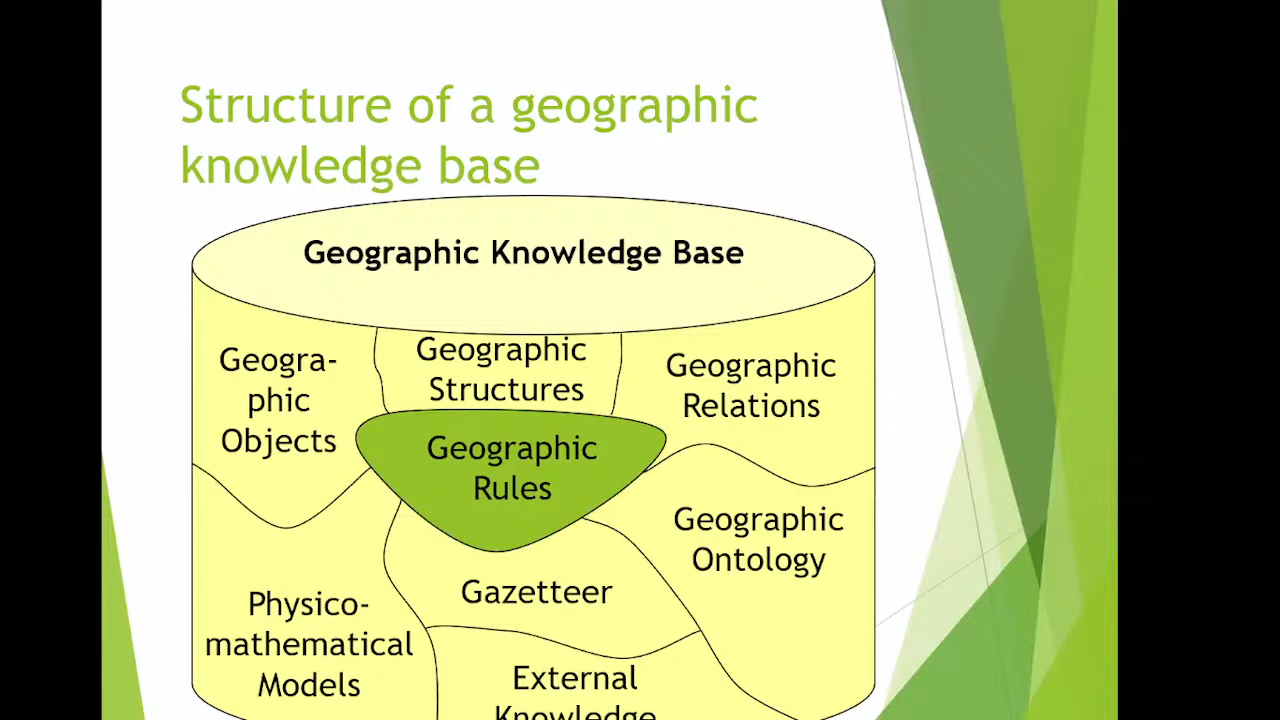 Structure of a geographic
knowledge base
Geographic Knowledge Base
Geogra-
phic
Objects
Geographic
Structures
Geographic
Relations
Geographic
Rules
Geographic
Ontology
Gazetteer
Physico-
mathematical
Models
External
Knowledge